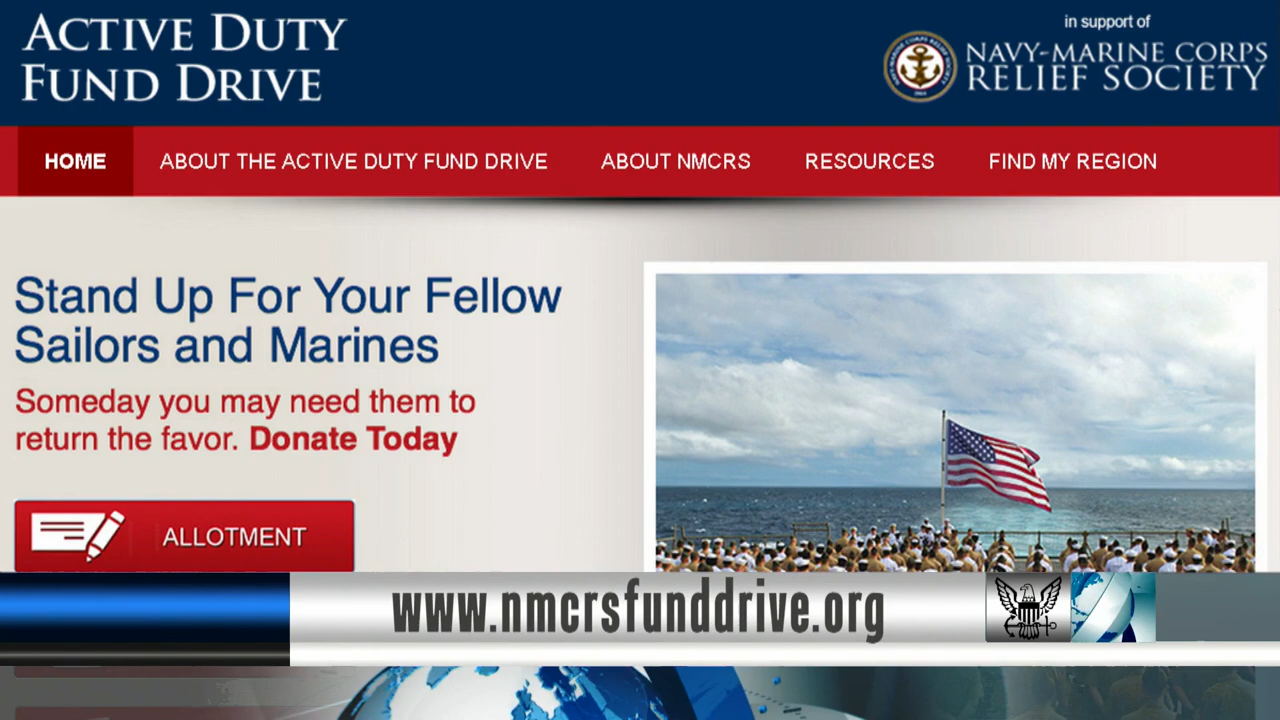 ACTIVE DUTY
FUND DRIVE
in support of
NAVY-MARINE CORPS
RELIEF SOCIETY
HOME ABOUT THE ACTIVE DUTY FUND DRIVE ABOUT NMCRS RESOURCES FIND MY REGION
Stand Up For Your Fellow
Sailors and Marines
Someday you may need them to
return the favor. Donate Today
ALLOTMENT
www.nmcrsfunddrive.org